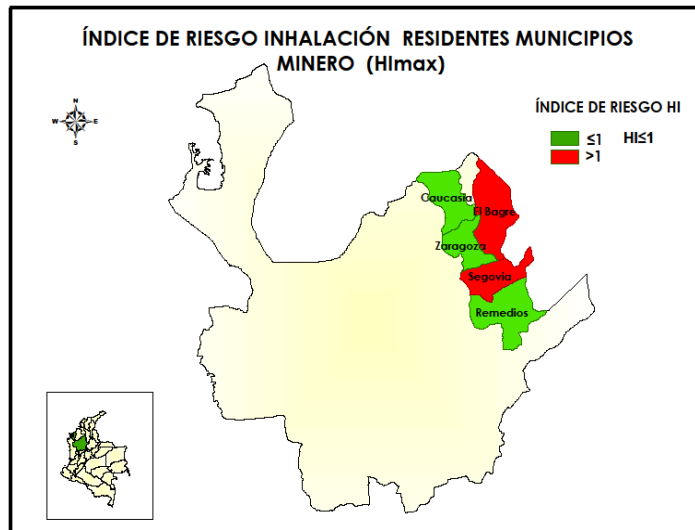 ÍNDICE DE RIESGO INHALACIÓN RESIDENTES MUNICIPIOS
MINERO (HImax)
N
W E
S
ÍNDICE DE RIESGO HI
≤1 HI≤1
>1
Caucasia
El Bagre
Zaragoza
Segovia
Remedios